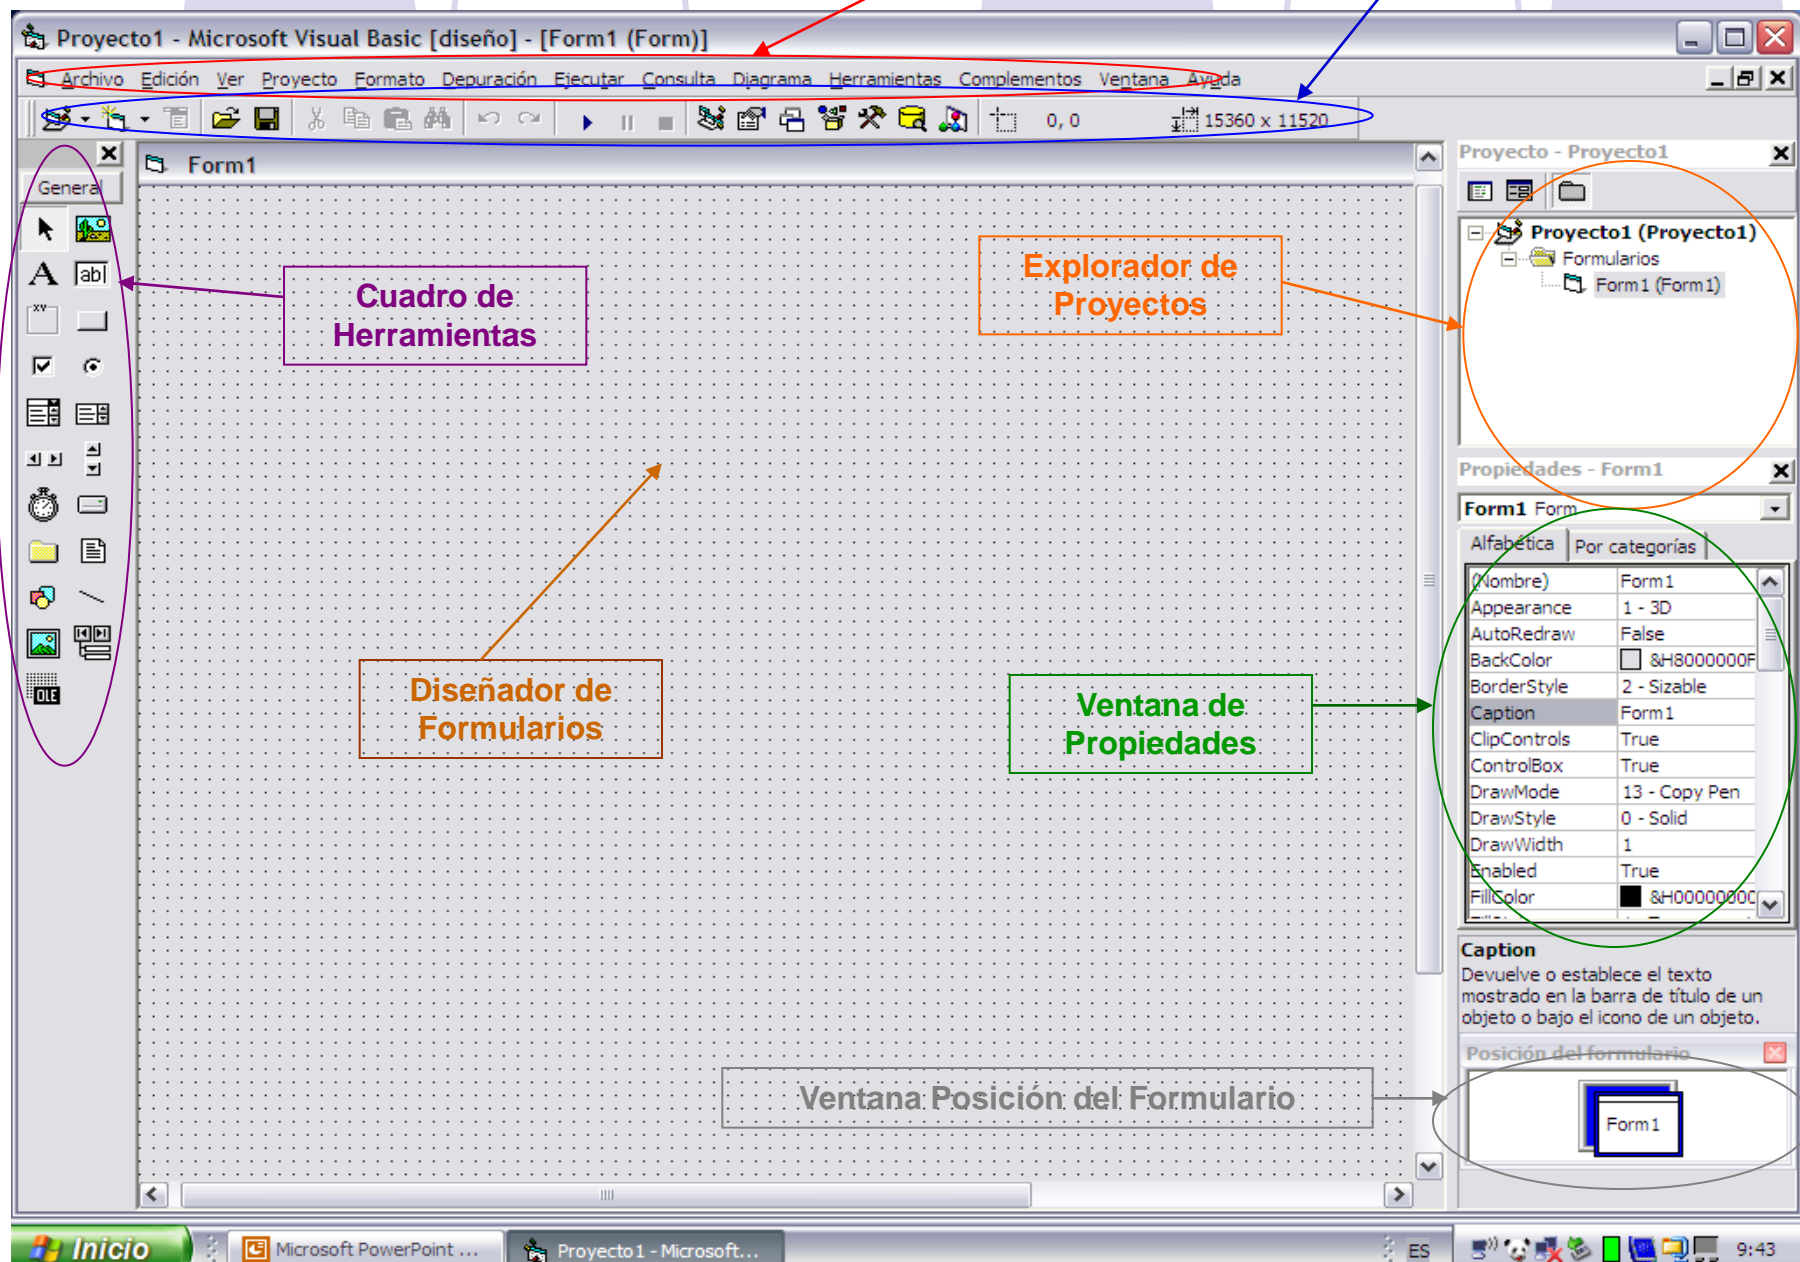 Proyecto1 - Microsoft Visual Basic [diseño] - [Form1 (Form)]
Archivo Edición Ver Proyecto Formato Depuración Ejecutar Consulta Diagrama Herramientas Complementos Ventana Ayuda
0, 0 15360 x 11520
General
A ab|
XY
OLE
Form1
Cuadro de
Herramientas
Explorador de
Proyectos
Diseñador de
Formularios
Ventana de
Propiedades
Ventana Posición del Formulario
Proyecto - Proyecto1
Proyecto1 (Proyecto1)
Formularios
Form1 (Form1)
Propiedades - Form1
Form1 Form
Alfabética Por categorías
(Nombre) Form1
Appearance 1 - 3D
AutoRedraw False
BackColor &H8000000F
BorderStyle 2 - Sizable
Caption Form1
ClipControls True
ControlBox True
DrawMode 13 - Copy Pen
DrawStyle 0 - Solid
DrawWidth 1
Enabled True
FillColor &H0000000
Caption
Devuelve o establece el texto
mostrado en la barra de título de un
objeto o bajo el icono de un objeto.
Posición del formulario
Form1
Inicio Microsoft PowerPoint ... Proyecto1 - Microsoft... ES 9:43